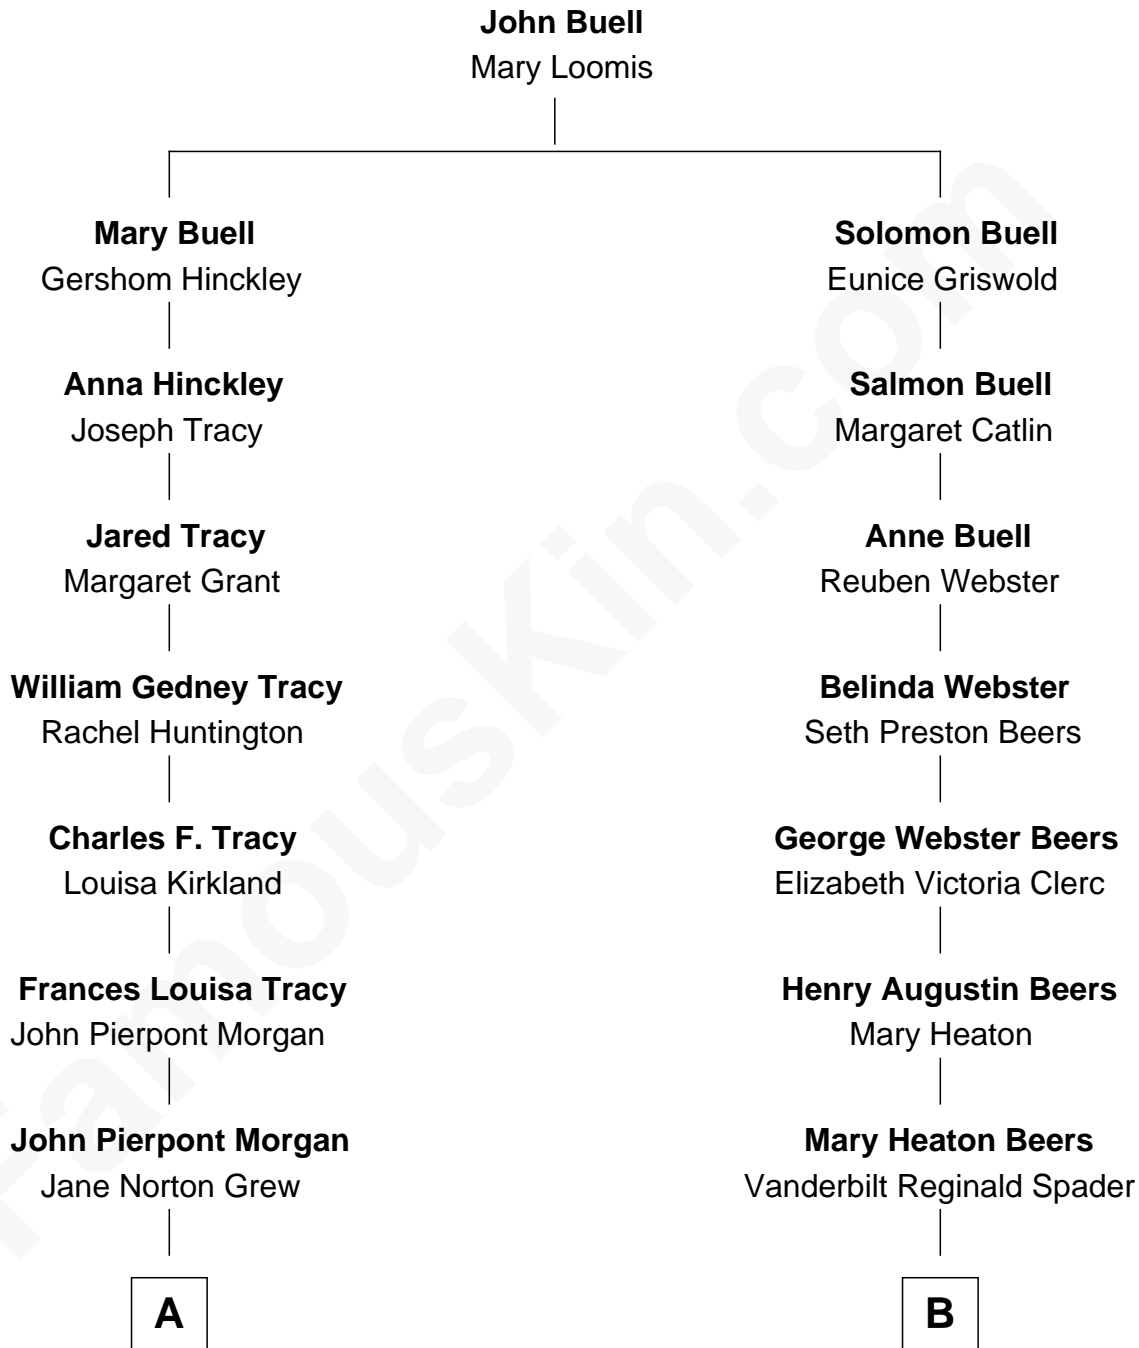 John Buell
Mary Loomis
Mary Buell
Gershom Hinckley
Solomon Buell
Eunice Griswold
Anna Hinckley
Joseph Tracy
Salmon Buell
Margaret Catlin
Jared Tracy
Margaret Grant
Anne Buell
Reuben Webster
William Gedney Tracy
Rachel Huntington
Belinda Webster
Seth Preston Beers
Charles F. Tracy
Louisa Kirkland
George Webster Beers
Elizabeth Victoria Clerc
Frances Louisa Tracy
John Pierpont Morgan
Henry Augustin Beers
Mary Heaton
John Pierpont Morgan
Jane Norton Grew
Mary Heaton Beers
Vanderbilt Reginald Spader
A
B
FamousKin.com